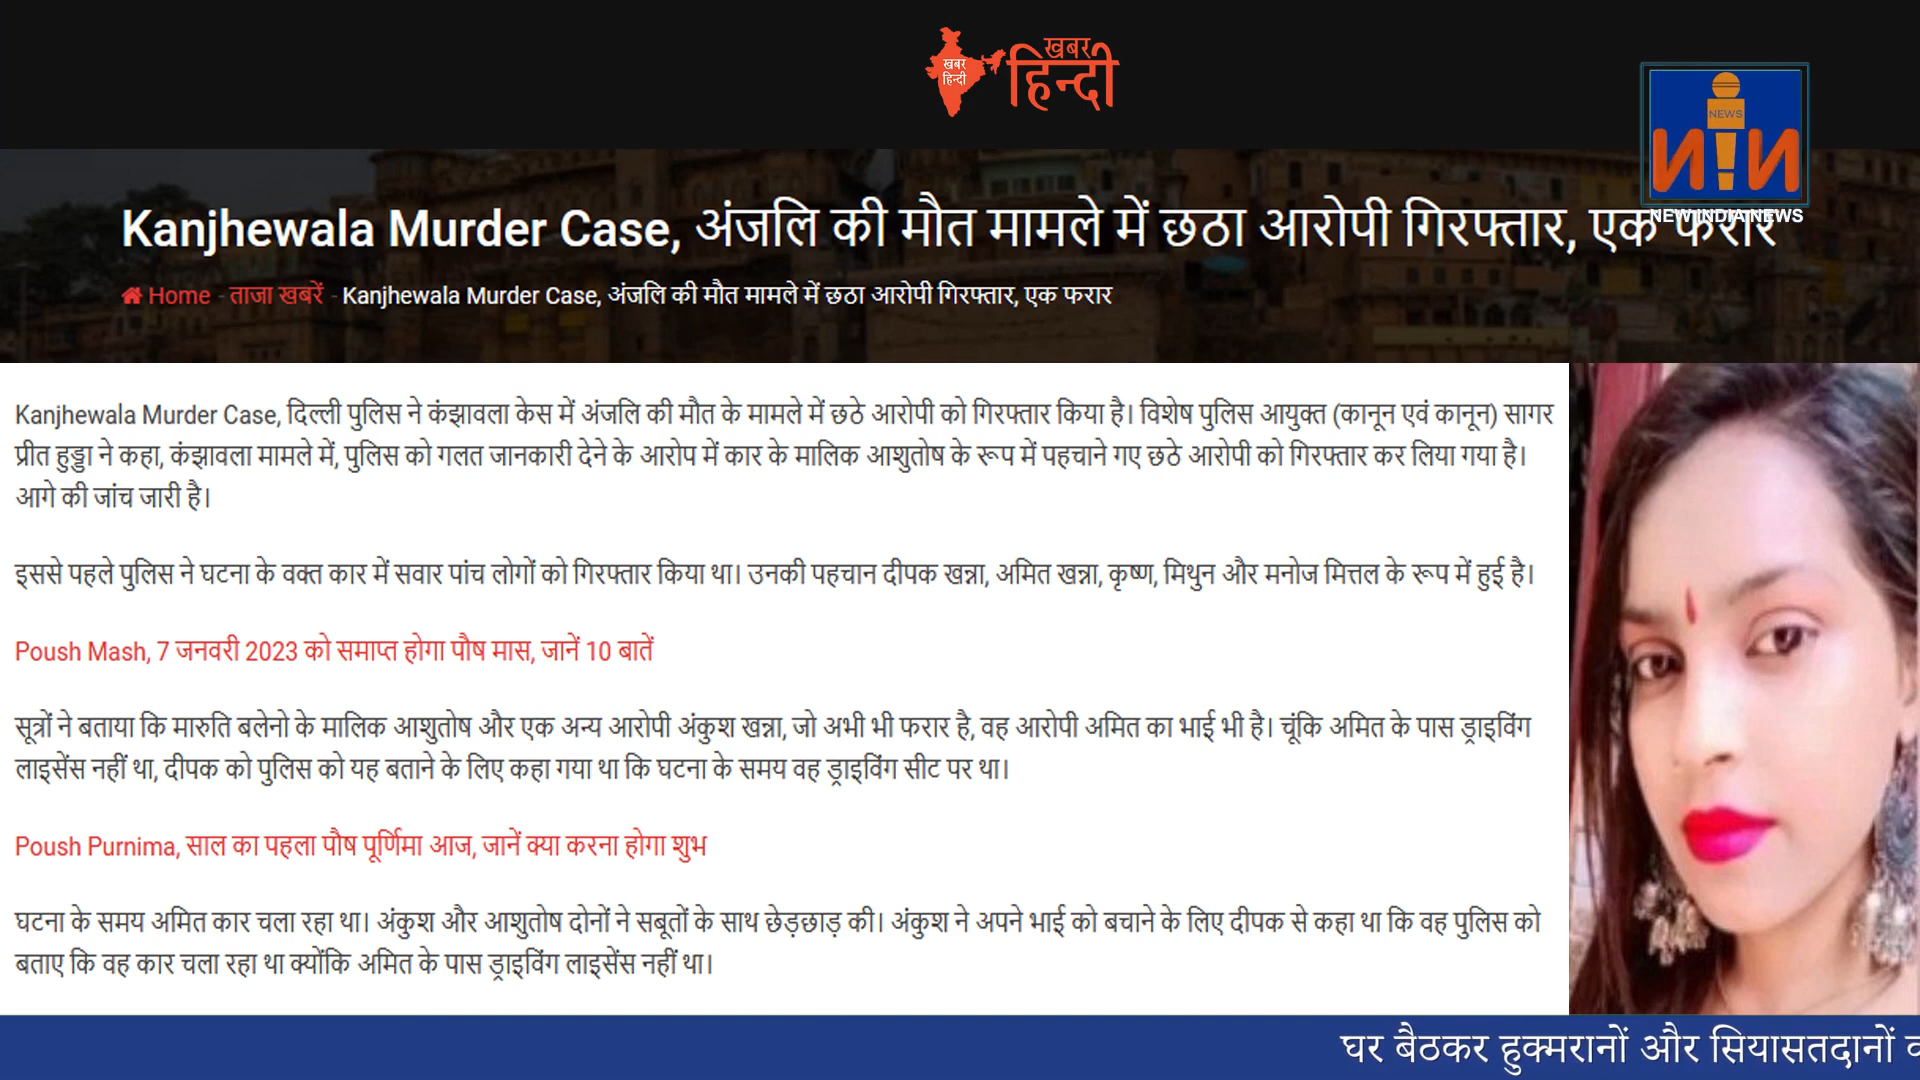 खबर
हिन्दी
खबर
हिन्दी
NEWS
NIN
NEW INDIA NEWS
Kanjhewala Murder Case, अंजलि की मौत मामले में छठा आरोपी गिरफ्तार, एक फरार
Home - ताजा खबरें - Kanjhewala Murder Case, अंजलि की मौत मामले में छठा आरोपी गिरफ्तार, एक फरार
Kanjhewala Murder Case, दिल्ली पुलिस ने कंझावला केस में अंजलि की मौत के मामले में छठे आरोपी को गिरफ्तार किया है। विशेष पुलिस आयुक्त (कानून एवं कानून) सागर
प्रीत हुड्डा ने कहा, कंझावला मामले में, पुलिस को गलत जानकारी देने के आरोप में कार के मालिक आशुतोष के रूप में पहचाने गए छठे आरोपी को गिरफ्तार कर लिया गया है।
आगे की जांच जारी है।
इससे पहले पुलिस ने घटना के वक्त कार में सवार पांच लोगों को गिरफ्तार किया था। उनकी पहचान दीपक खन्ना, अमित खन्ना, कृष्ण, मिथुन और मनोज मित्तल के रूप में हुई है।
Poush Mash, 7 जनवरी 2023 को समाप्त होगा पौष मास, जानें 10 बातें
सूत्रों ने बताया कि मारुति बलेनो के मालिक आशुतोष और एक अन्य आरोपी अंकुश खन्ना, जो अभी भी फरार है, वह आरोपी अमित का भाई भी है। चूंकि अमित के पास ड्राइविंग
लाइसेंस नहीं था, दीपक को पुलिस को यह बताने के लिए कहा गया था कि घटना के समय वह ड्राइविंग सीट पर था।
Poush Purnima, साल का पहला पौष पूर्णिमा आज, जानें क्या करना होगा शुभ
घटना के समय अमित कार चला रहा था। अंकुश और आशुतोष दोनों ने सबूतों के साथ छेड़छाड़ की। अंकुश ने अपने भाई को बचाने के लिए दीपक से कहा था कि वह पुलिस को
बताए कि वह कार चला रहा था क्योंकि अमित के पास ड्राइविंग लाइसेंस नहीं था।
घर बैठकर हुक्मरानों और सियासतदानों